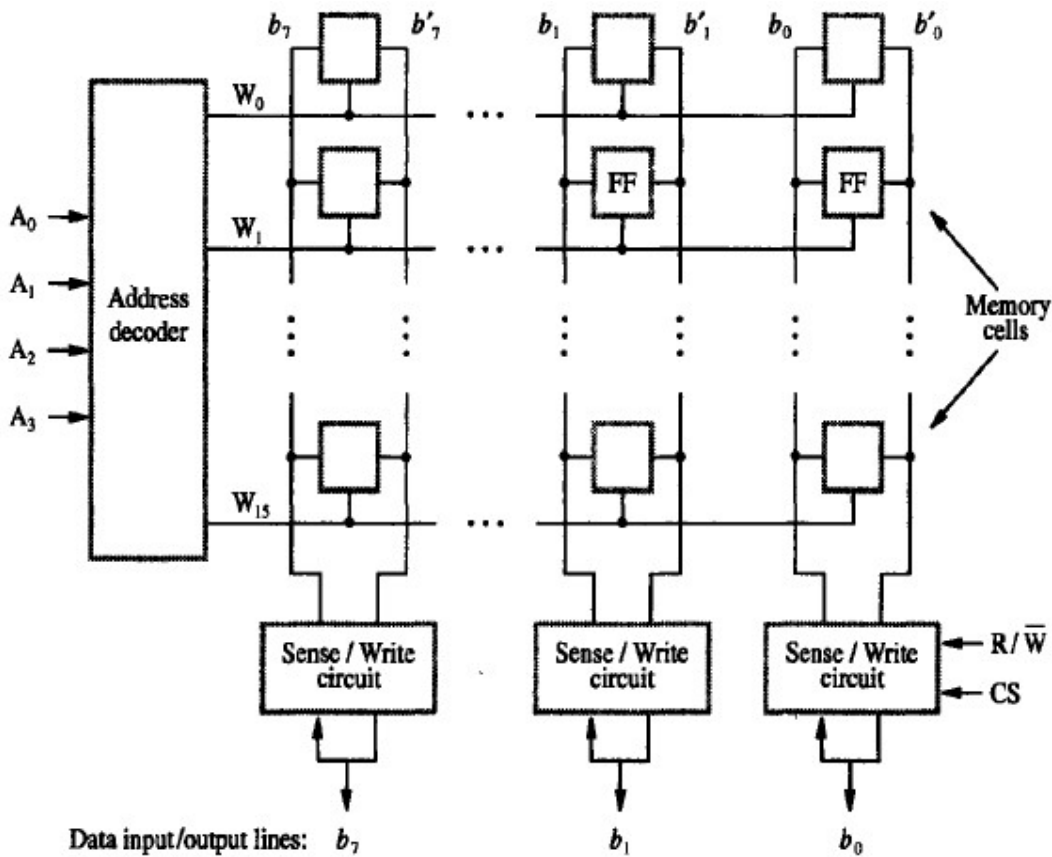 b₇ b′₇ b₁ b′₁ b₀ b′₀
W₀
FF FF
A₀
W₁
A₁
Address
decoder
Memory
cells
A₂
A₃
W₁₅
Sense / Write
circuit
Sense / Write
circuit
Sense / Write
circuit
R / W̅
CS
Data input/output lines: b₇ b₁ b₀